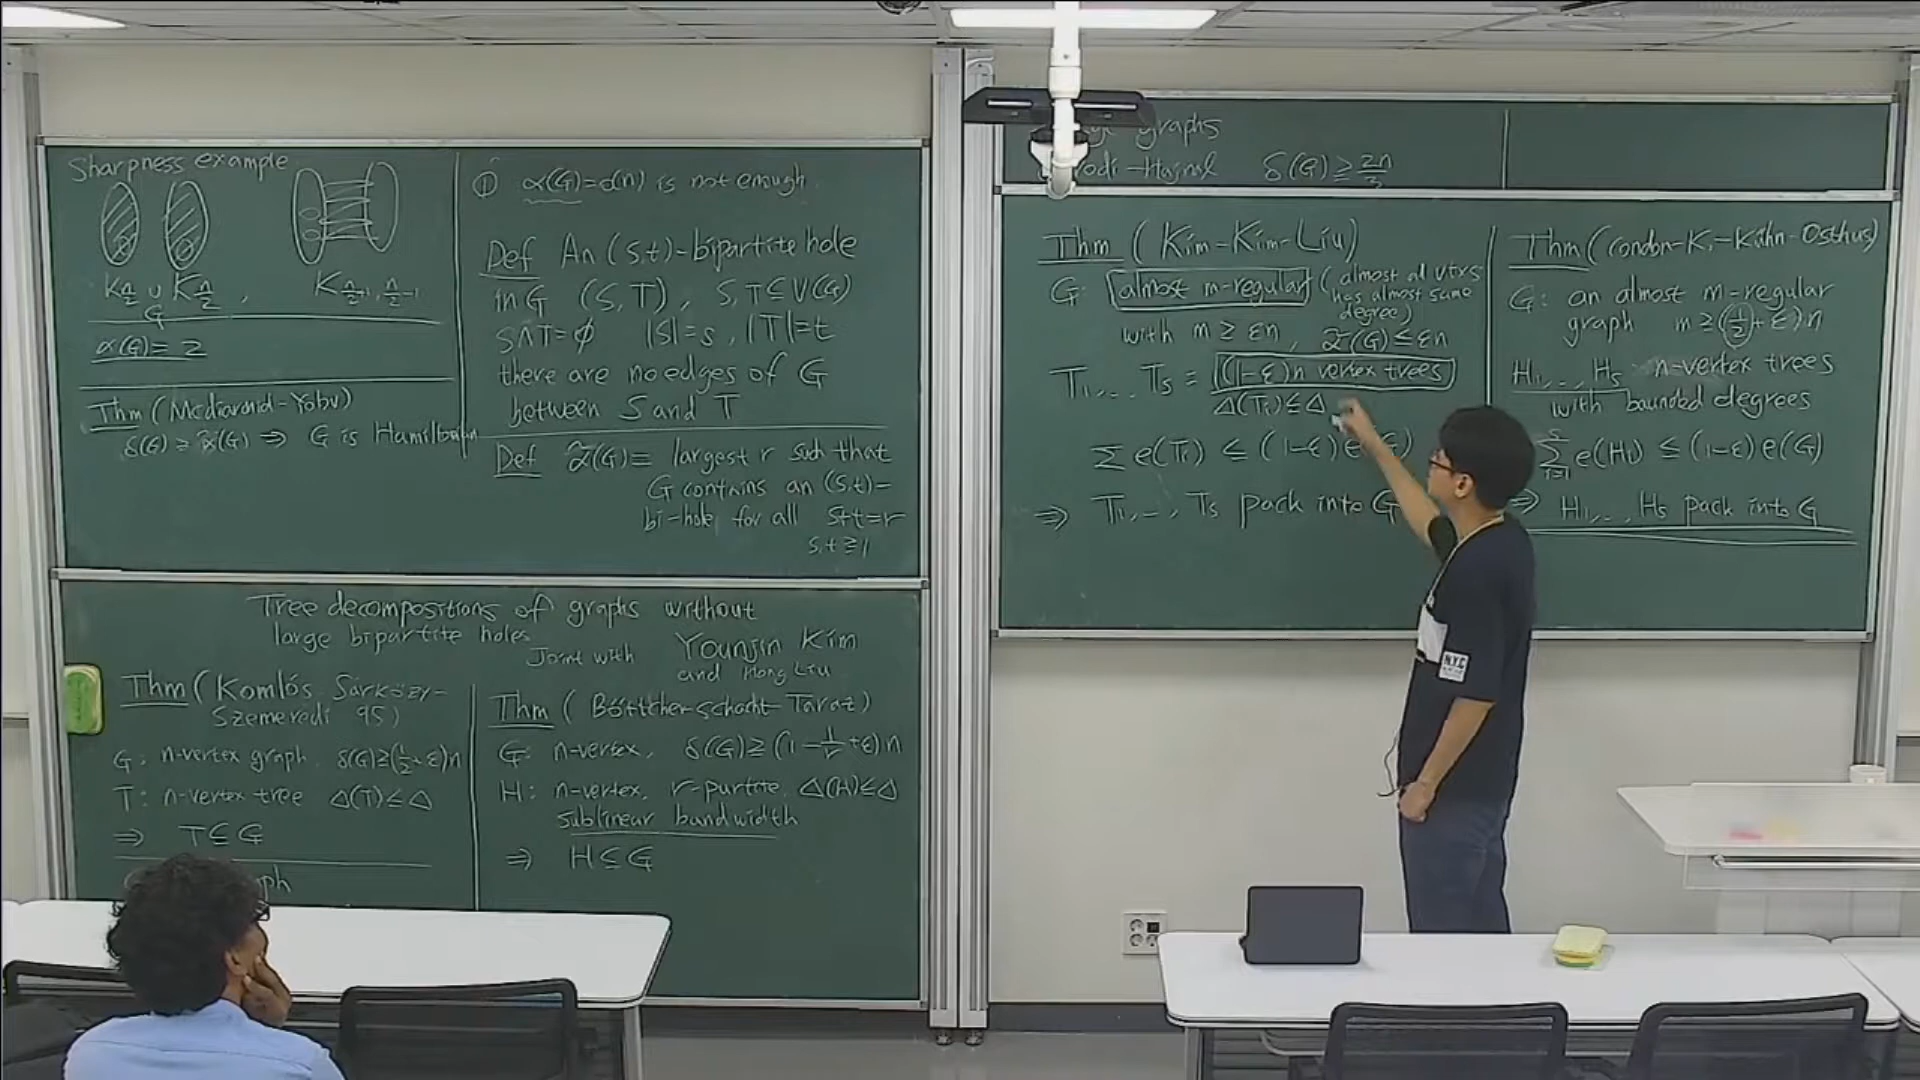 Sharpness example
K n/2 ∪ K n/2 , K n/2+1, n/2-1
G
α(G)= 2
Thm (Mcdiarmid-Yobv)
δ(G) ≥ α̃(G) ⇒ G is Hamiltonian
① α(G)=o(n) is not enough.
Def An (s,t)-bipartite hole
in G (S,T), S,T⊆V(G)
S∩T=∅ |S|=s, |T|=t
there are no edges of G
between S and T
Def α̃(G)= largest r such that
G contains an (s,t)-
bi-hole for all s+t=r
s,t≥1
Tree decompositions of graphs without
large bipartite holes
Joint with Younjin Kim
and Hong Liu
Thm (Komlós Sárközy-
Szemerédi 95)
G: n-vertex graph, δ(G)≥(1/2+ε)n
T: n-vertex tree Δ(T)≤Δ
⇒ T⊆G
Thm (Böttcher-Schacht-Taraz)
G: n-vertex, δ(G)≥(1-1/r+ε)n
H: n-vertex, r-partite, Δ(H)≤Δ
sublinear bandwidth
⇒ H⊆G
graphs
-Hajnal δ(G)≥2n/3
Thm (Kim-Kim-Liu)
G: almost m-regular (almost all vtxs
has almost same
degree)
with m ≥ εn, α̃(G)≤εn
T1,... Ts = (1-ε)n vertex trees
Δ(Ti)≤Δ
∑ e(Ti) ≤ (1-ε)e(G)
⇒ T1,-, Ts pack into G
Thm (Condon-K.-Kühn-Osthus)
G: an almost m-regular
graph m≥(1/2+ε)n
H1,.., Hs n-vertex trees
with bounded degrees
∑ i=1 s e(Hi) ≤ (1-ε)e(G)
⇒ H1,.., Hs pack into G
N.Y.C